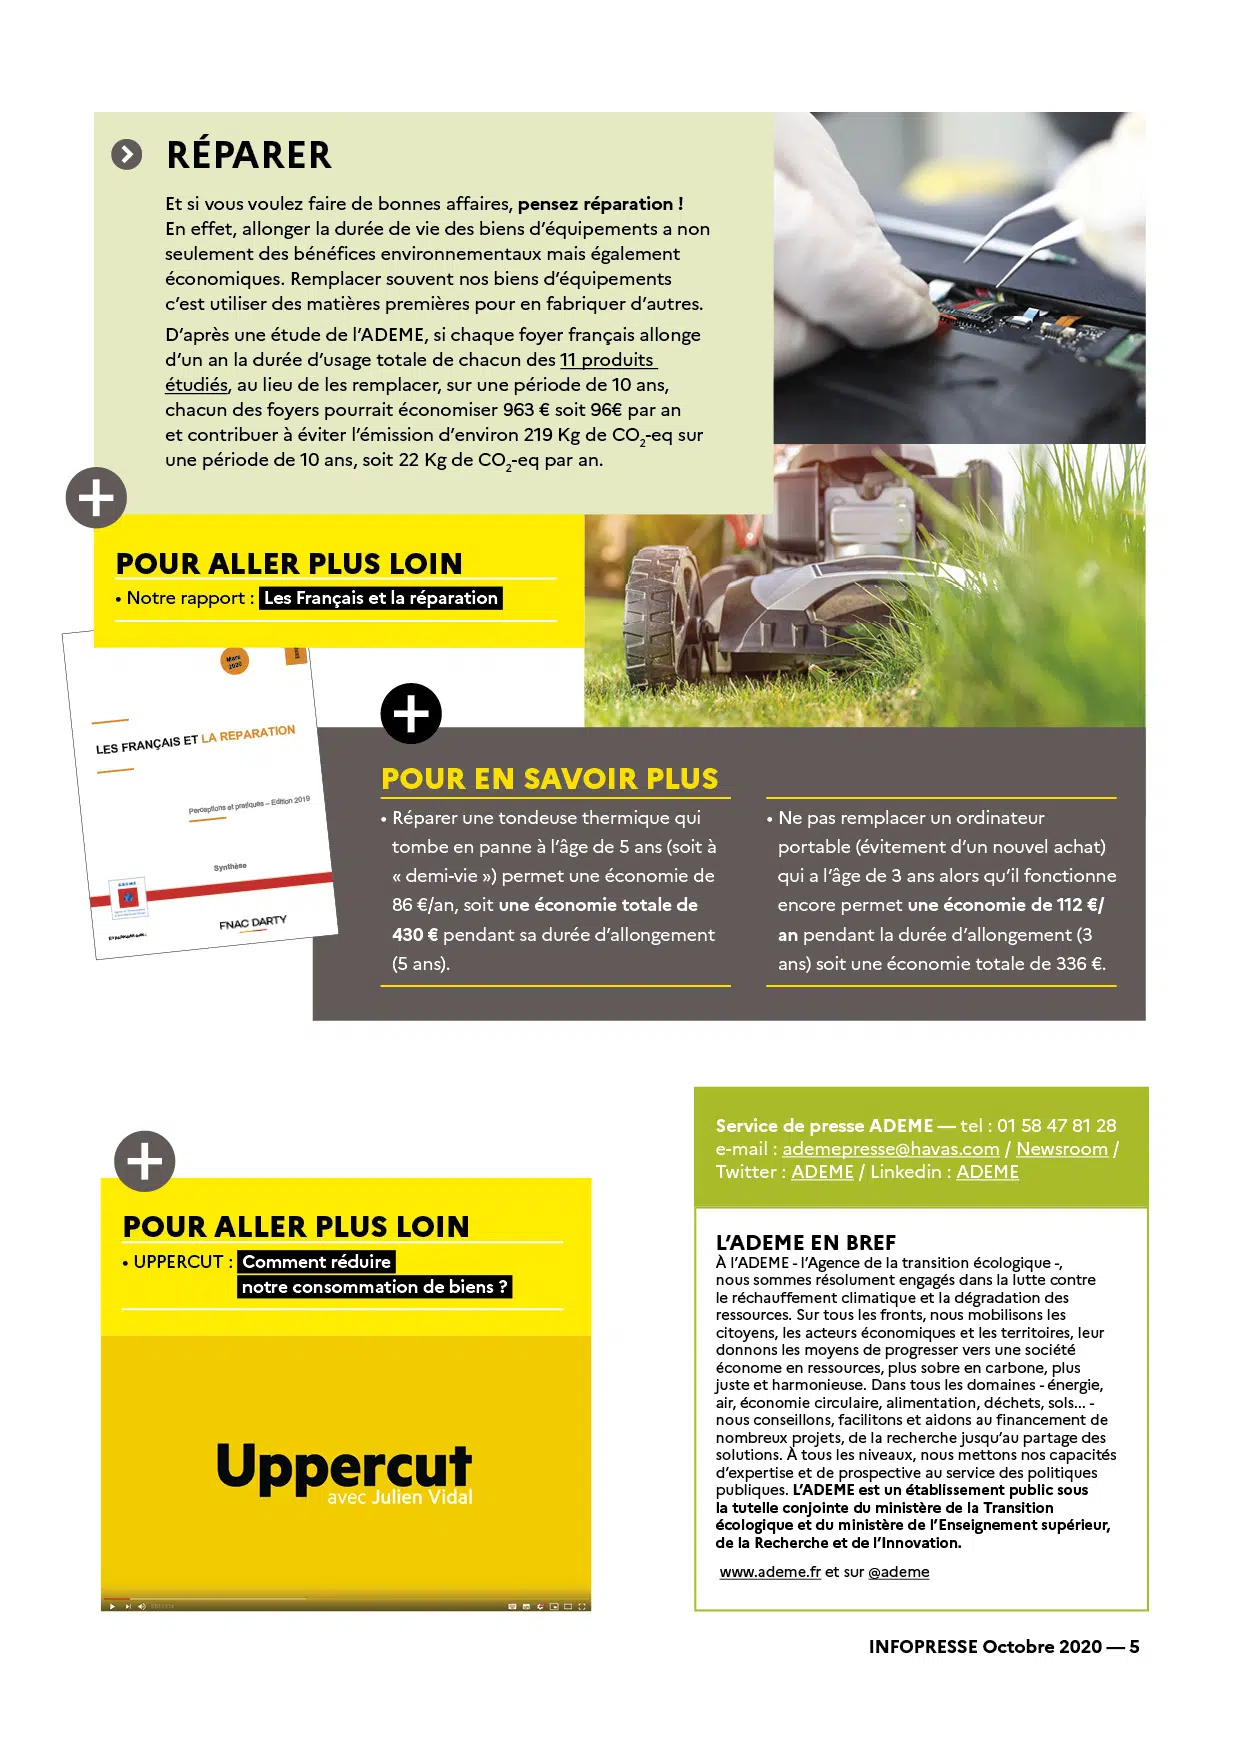 RÉPARER
Et si vous voulez faire de bonnes affaires, pensez réparation !
En effet, allonger la durée de vie des biens d’équipements a non
seulement des bénéfices environnementaux mais également
économiques. Remplacer souvent nos biens d’équipements
c’est utiliser des matières premières pour en fabriquer d’autres.
D’après une étude de l’ADEME, si chaque foyer français allonge
d’un an la durée d’usage totale de chacun des 11 produits
étudiés, au lieu de les remplacer, sur une période de 10 ans,
chacun des foyers pourrait économiser 963 € soit 96€ par an
et contribuer à éviter l’émission d’environ 219 Kg de CO2-eq sur
une période de 10 ans, soit 22 Kg de CO2-eq par an.
POUR ALLER PLUS LOIN
• Notre rapport : Les Français et la réparation
Mars
2020
LES FRANÇAIS ET LA REPARATION
Perceptions et pratiques – Edition 2019
Synthèse
ADEME
FNAC DARTY
POUR EN SAVOIR PLUS
• Réparer une tondeuse thermique qui
tombe en panne à l’âge de 5 ans (soit à
« demi-vie ») permet une économie de
86 €/an, soit une économie totale de
430 € pendant sa durée d’allongement
(5 ans).
• Ne pas remplacer un ordinateur
portable (évitement d’un nouvel achat)
qui a l’âge de 3 ans alors qu’il fonctionne
encore permet une économie de 112 €/
an pendant la durée d’allongement (3
ans) soit une économie totale de 336 €.
POUR ALLER PLUS LOIN
• UPPERCUT : Comment réduire
notre consommation de biens ?
Uppercut
avec Julien Vidal
Service de presse ADEME — tel : 01 58 47 81 28
e-mail : ademepresse@havas.com / Newsroom /
Twitter : ADEME / Linkedin : ADEME
L’ADEME EN BREF
À l’ADEME - l’Agence de la transition écologique -,
nous sommes résolument engagés dans la lutte contre
le réchauffement climatique et la dégradation des
ressources. Sur tous les fronts, nous mobilisons les
citoyens, les acteurs économiques et les territoires, leur
donnons les moyens de progresser vers une société
économe en ressources, plus sobre en carbone, plus
juste et harmonieuse. Dans tous les domaines - énergie,
air, économie circulaire, alimentation, déchets, sols... -
nous conseillons, facilitons et aidons au financement de
nombreux projets, de la recherche jusqu’au partage des
solutions. À tous les niveaux, nous mettons nos capacités
d’expertise et de prospective au service des politiques
publiques. L’ADEME est un établissement public sous
la tutelle conjointe du ministère de la Transition
écologique et du ministère de l’Enseignement supérieur,
de la Recherche et de l’Innovation.
www.ademe.fr et sur @ademe
INFOPRESSE Octobre 2020 — 5